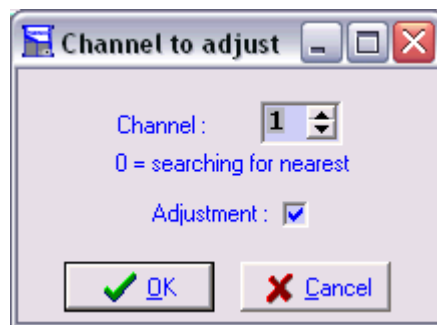 Channel to adjust
Channel : 1
0 = searching for nearest
Adjustment :
OK Cancel